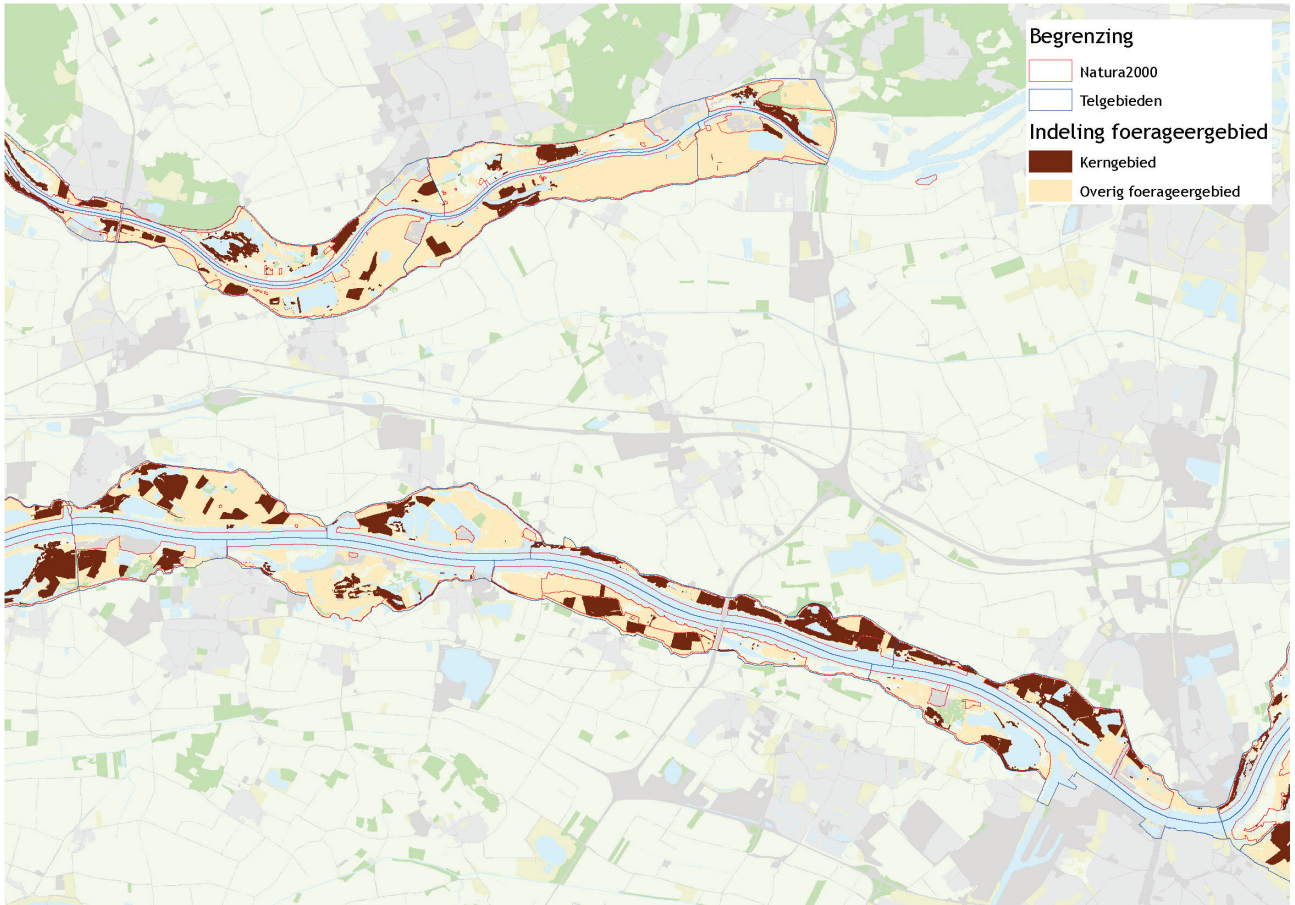 Begrenzing
Natura2000
Telgebieden
Indeling foerageergebied
Kerngebied
Overig foerageergebied